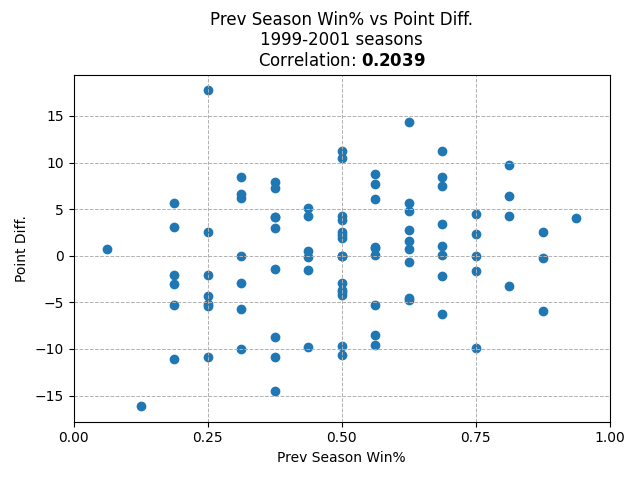 Prev Season Win% vs Point Diff.
1999-2001 seasons
Correlation: 0.2039
15
10
5
0
−5
−10
−15
Point Diff.
0.00 0.25 0.50 0.75 1.00
Prev Season Win%